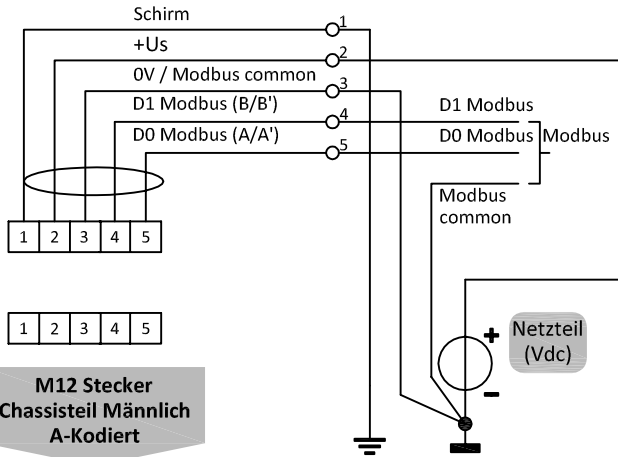 Schirm
1
+Us
2
0V / Modbus common
3
D1 Modbus (B/B')
4
D1 Modbus
D0 Modbus (A/A')
5
D0 Modbus
Modbus
Modbus
common
1 2 3 4 5
1 2 3 4 5
+
Netzteil
(Vdc)
-
M12 Stecker
Chassisteil Männlich
A-Kodiert